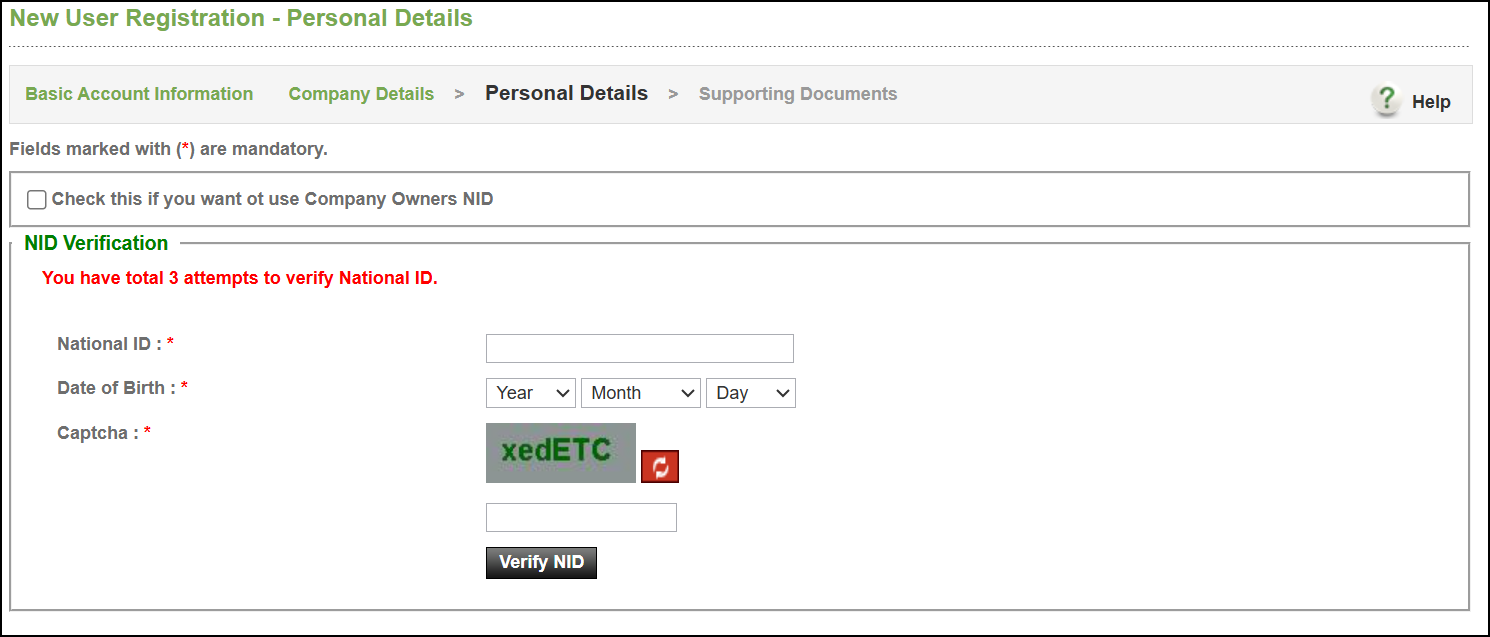 New User Registration - Personal Details
Basic Account Information Company Details > Personal Details > Supporting Documents
? Help
Fields marked with (*) are mandatory.
Check this if you want ot use Company Owners NID
NID Verification
You have total 3 attempts to verify National ID.
National ID : *
Date of Birth : * Year Month Day
Captcha : * xedETC
Verify NID